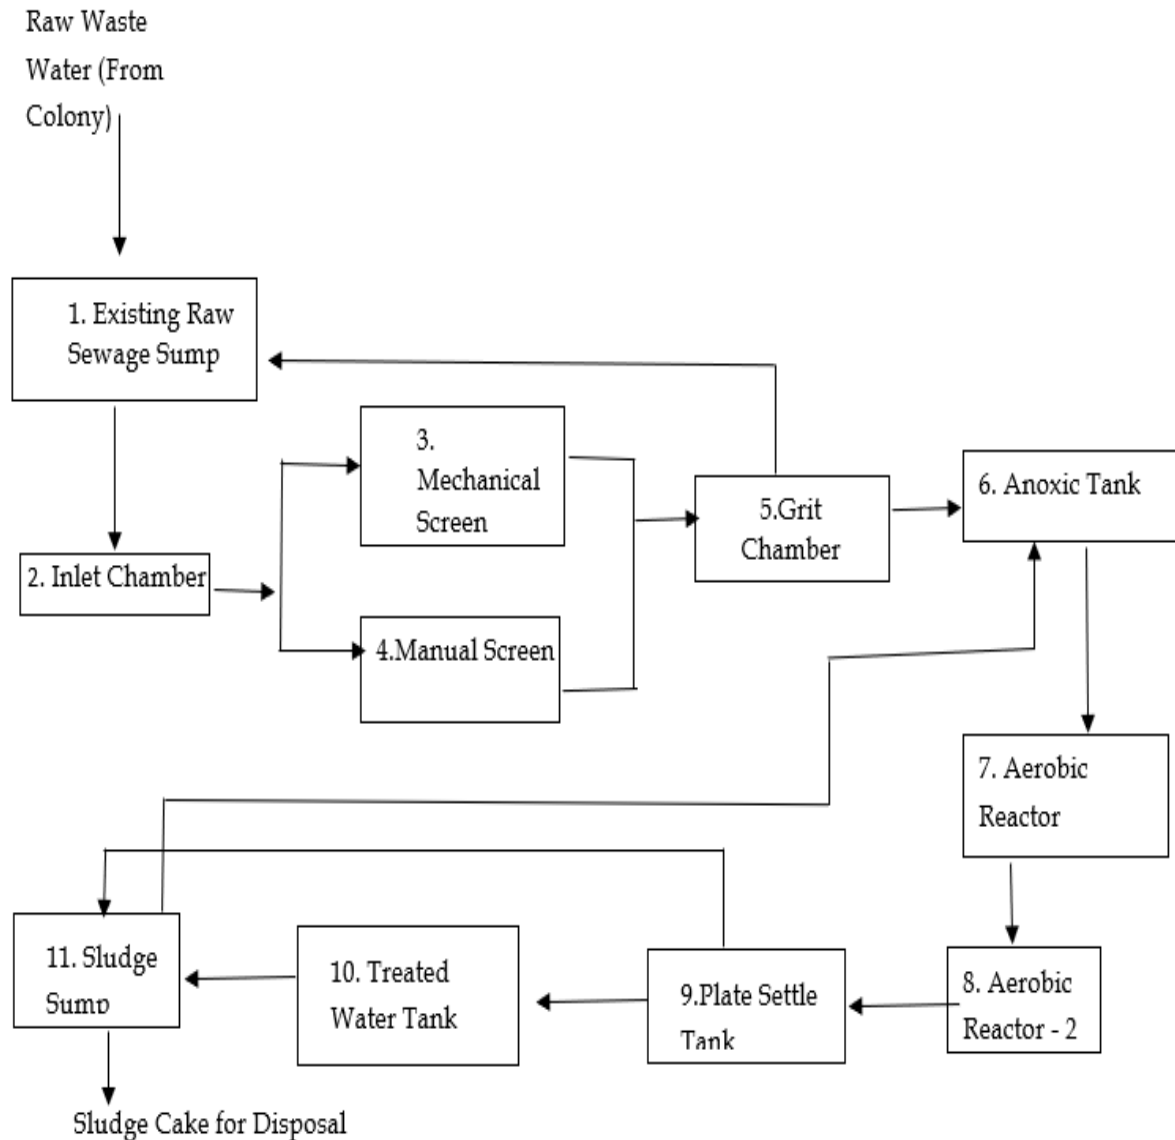 Raw Waste
Water (From
Colony)
1. Existing Raw
Sewage Sump
3.
Mechanical
Screen
5.Grit
Chamber
6. Anoxic Tank
2. Inlet Chamber
4.Manual Screen
7. Aerobic
Reactor
11. Sludge
Sump
10. Treated
Water Tank
9.Plate Settle
Tank
8. Aerobic
Reactor - 2
Sludge Cake for Disposal